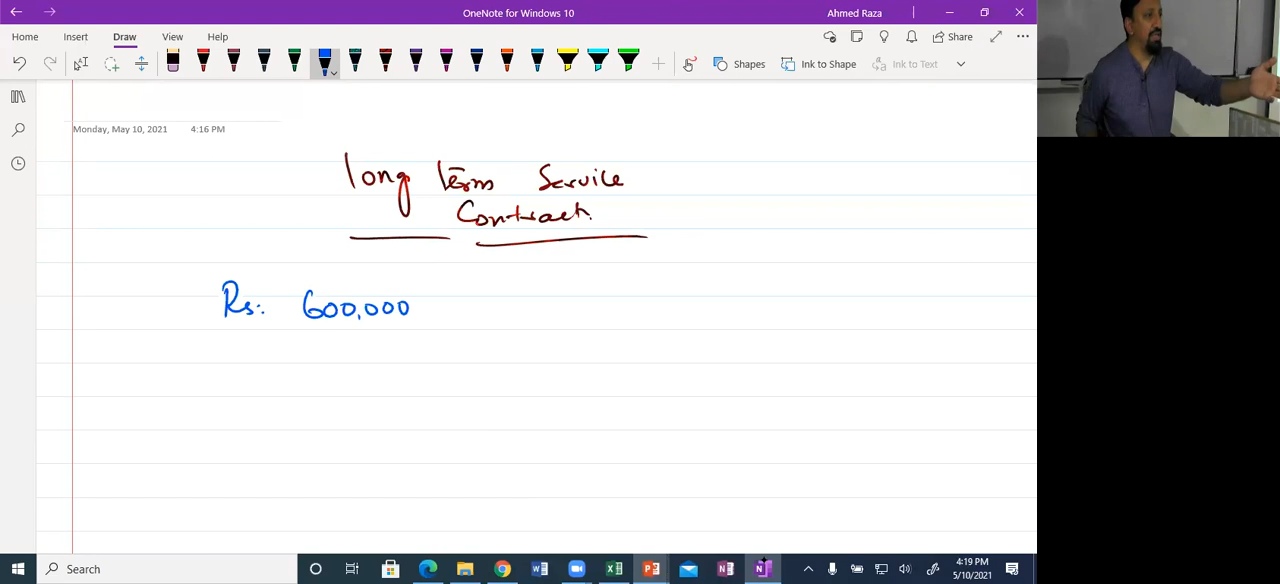 OneNote for Windows 10
Ahmed Raza
Home Insert Draw View Help
Share
Shapes Ink to Shape Ink to Text
Monday, May 10, 2021 4:16 PM
long Term Service
Contract.
Rs: 600,000
Search
4:19 PM
5/10/2021